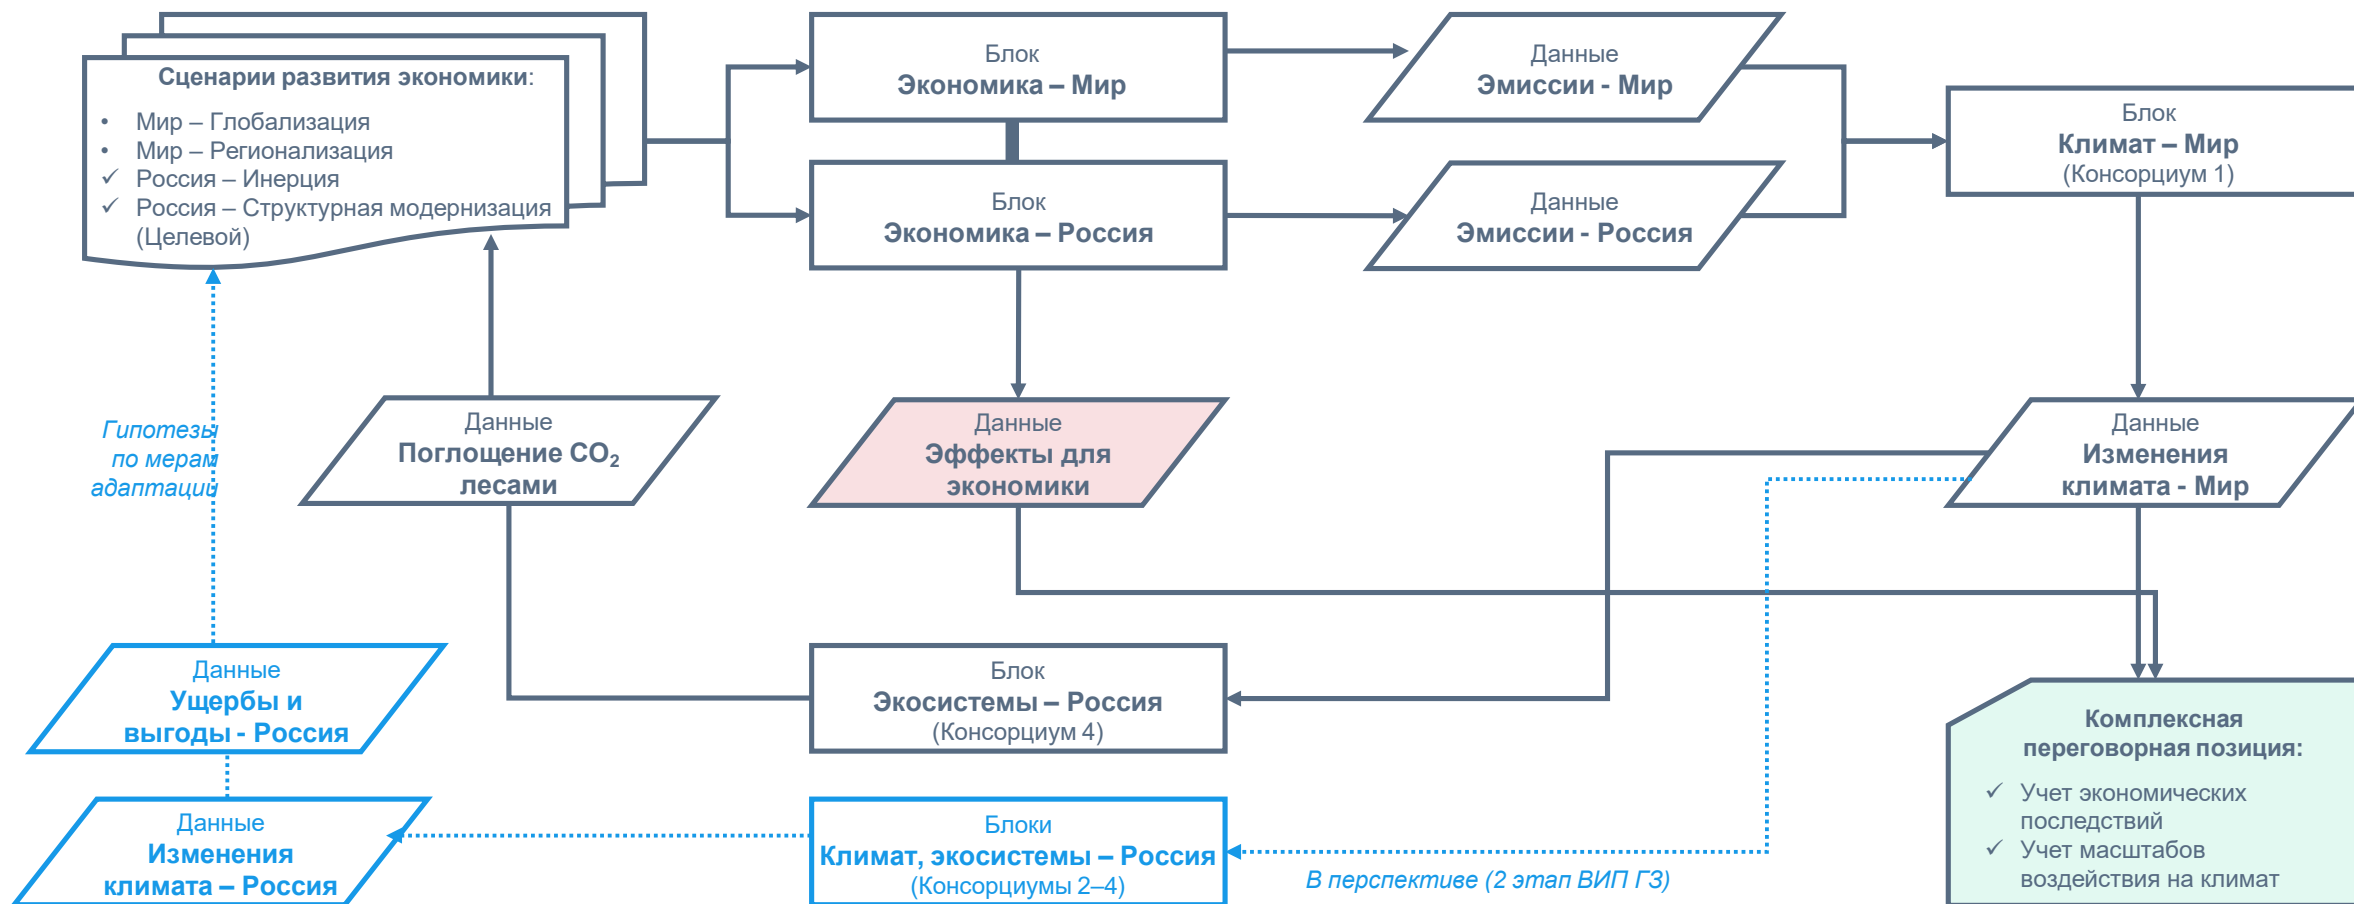 Сценарии развития экономики:
• Мир – Глобализация
• Мир – Регионализация
✓ Россия – Инерция
✓ Россия – Структурная модернизация
(Целевой)
Блок
Экономика – Мир
Блок
Экономика – Россия
Данные
Эмиссии - Мир
Данные
Эмиссии - Россия
Блок
Климат – Мир
(Консорциум 1)
Гипотезы
по мерам
адаптации
Данные
Поглощение CO₂
лесами
Данные
Эффекты для
экономики
Данные
Изменения
климата - Мир
Данные
Ущербы и
выгоды - Россия
Блок
Экосистемы – Россия
(Консорциум 4)
Данные
Изменения
климата – Россия
Блоки
Климат, экосистемы – Россия
(Консорциумы 2–4)
В перспективе (2 этап ВИП ГЗ)
Комплексная
переговорная позиция:
✓ Учет экономических
последствий
✓ Учет масштабов
воздействия на климат